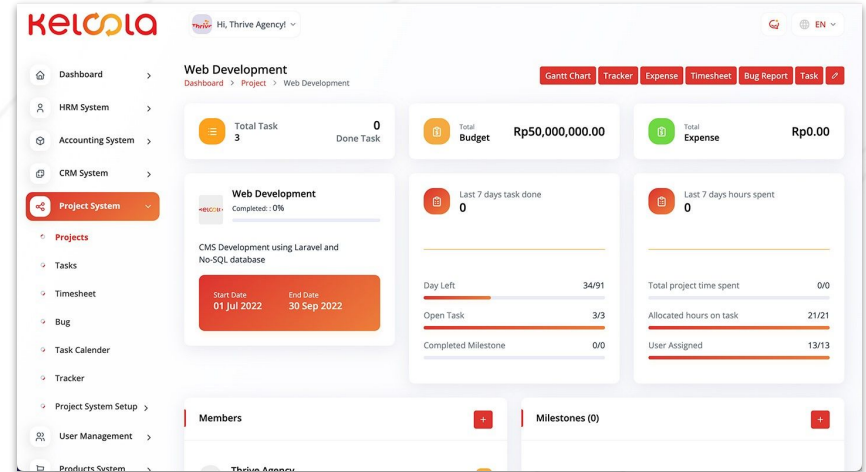 Kelcola
Thrive
Hi, Thrive Agency!
EN
Dashboard
HRM System
Accounting System
CRM System
Project System
Projects
Tasks
Timesheet
Bug
Task Calender
Tracker
Project System Setup
User Management
Products System
Web Development
Dashboard > Project > Web Development
Gantt Chart
Tracker
Expense
Timesheet
Bug Report
Task
Total Task
3
0
Done Task
Total
Budget
Rp50,000,000.00
Total
Expense
Rp0.00
Web Development
Completed: : 0%
CMS Development using Laravel and
No-SQL database
Start Date
01 Jul 2022
End Date
30 Sep 2022
Last 7 days task done
0
Day Left 34/91
Open Task 3/3
Completed Milestone 0/0
Last 7 days hours spent
0
Total project time spent 0/0
Allocated hours on task 21/21
User Assigned 13/13
Members
+
Thrive Agency
Milestones (0)
+